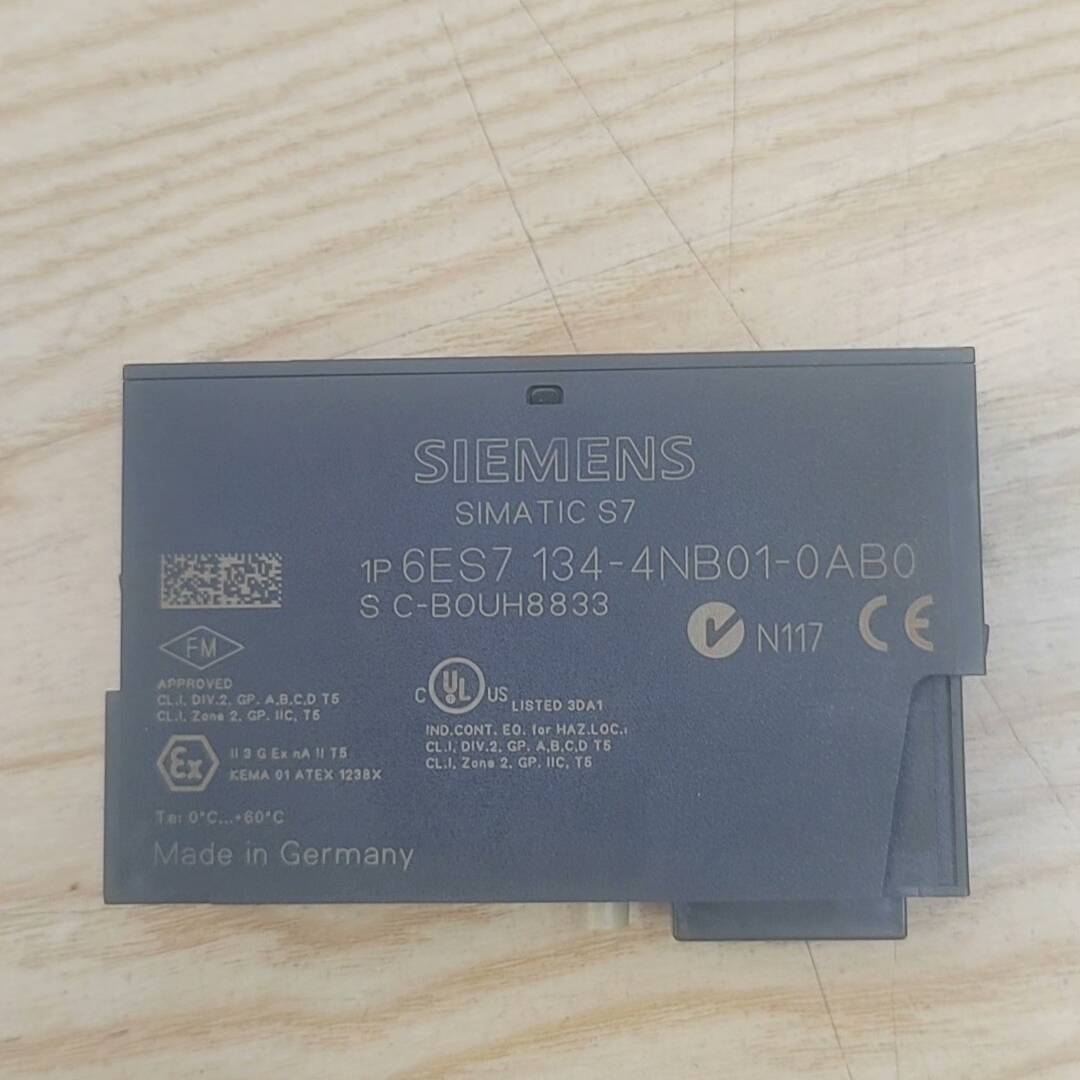 SIEMENS
SIMATIC S7
1P 6ES7 134-4NB01-0AB0
S C-B0UH8833
N117 CE
FM
APPROVED
CL.I, DIV.2, GP. A,B,C,D T5
CL.I, Zone 2, GP. IIC, T5
C UL US LISTED 3DA1
IND.CONT. EQ. for HAZ.LOC.:
CL.I, DIV.2, GP. A,B,C,D T5
CL.I, Zone 2, GP. IIC, T5
Ex II 3 G Ex nA II T5
KEMA 01 ATEX 1238X
Ta: 0°C...+60°C
Made in Germany